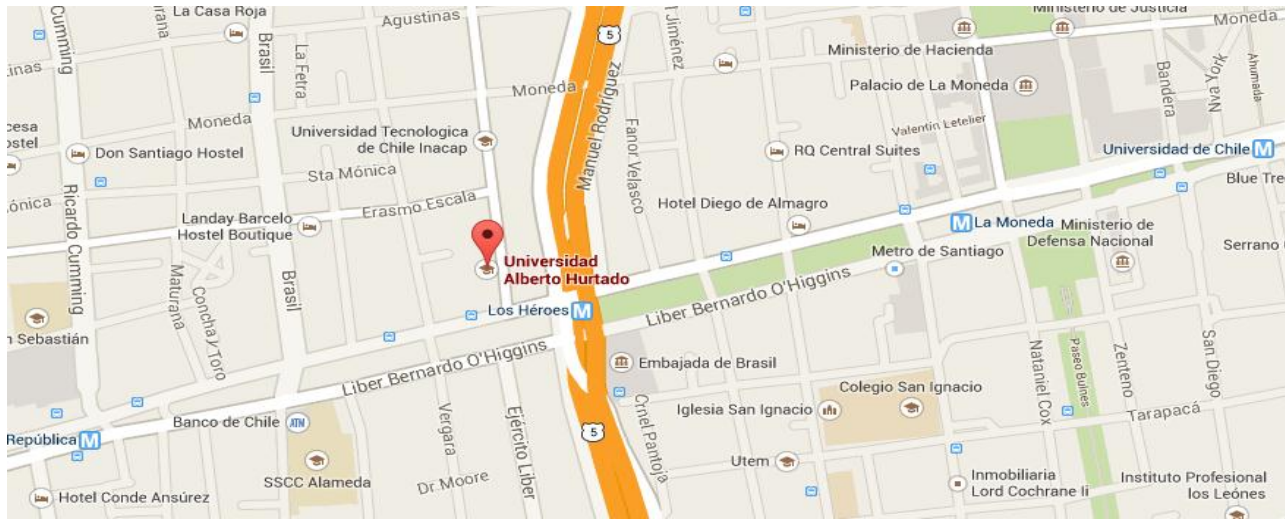 La Casa Roja
Agustinas
5
Ministerio de Justicia
Moneda
Cumming
Brasil
La Fetra
Jiménez
Ministerio de Hacienda
Palacio de La Moneda
Bandera
Nva. York
Ahumada
Moneda
Manuel Rodríguez
Fanor Velasco
Valentín Letelier
Moneda
Universidad Tecnologica
de Chile Inacap
Don Santiago Hostel
RQ Central Suites
Universidad de Chile
M
Sta Mónica
Blue Tre
Erasmo Escala
Ricardo Cumming
Landay Barcelo
Hostel Boutique
Hotel Diego de Almagro
M
La Moneda
Ministerio de
Defensa Nacional
Serrano
Metro de Santiago
Universidad
Alberto Hurtado
Maturana
Concha y Toro
Brasil
Los Héroes
M
Liber Bernardo O'Higgins
n Sebastián
Liber Bernardo O'Higgins
Embajada de Brasil
Nataniel Cox
Paseo Bulnes
Zenteno
San Diego
Colegio San Ignacio
Iglesia San Ignacio
Tarapacá
Banco de Chile
ATM
Vergara
Ejército Liber
Crnel Pantoja
5
República
M
Utem
SSCC Alameda
Dr Moore
Inmobiliaria
Lord Cochrane Ii
Instituto Profesional
los Leónes
Hotel Conde Ansúrez